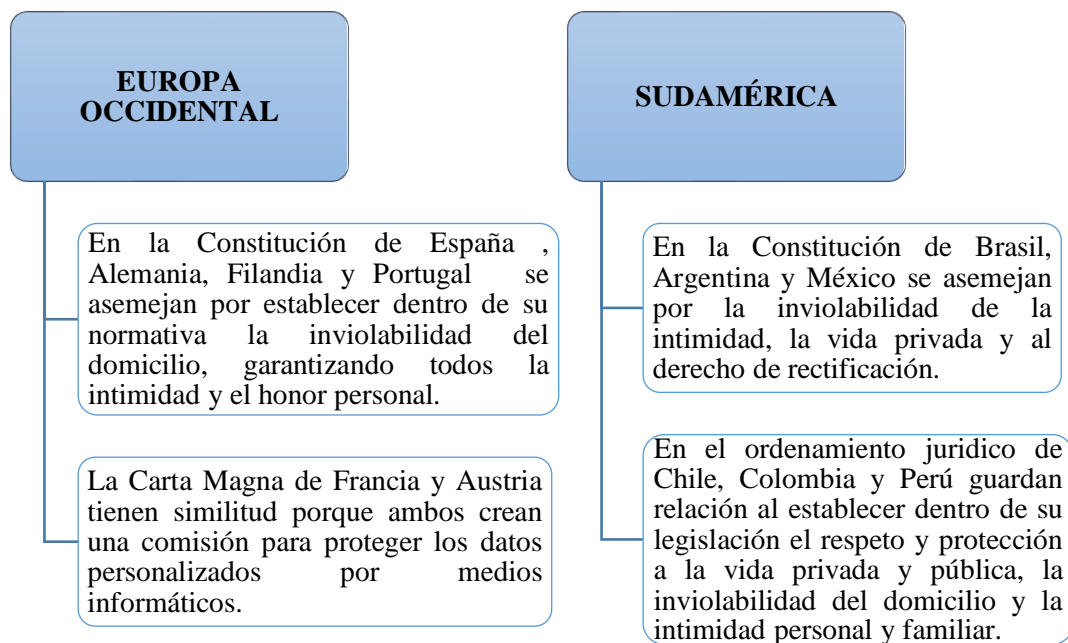 EUROPA
OCCIDENTAL
En la Constitución de España ,
Alemania, Filandia y Portugal se
asemejan por establecer dentro de su
normativa la inviolabilidad del
domicilio, garantizando todos la
intimidad y el honor personal.
La Carta Magna de Francia y Austria
tienen similitud porque ambos crean
una comisión para proteger los datos
personalizados por medios
informáticos.
SUDAMÉRICA
En la Constitución de Brasil,
Argentina y México se asemejan
por la inviolabilidad de la
intimidad, la vida privada y al
derecho de rectificación.
En el ordenamiento juridico de
Chile, Colombia y Perú guardan
relación al establecer dentro de su
legislación el respeto y protección
a la vida privada y pública, la
inviolabilidad del domicilio y la
intimidad personal y familiar.